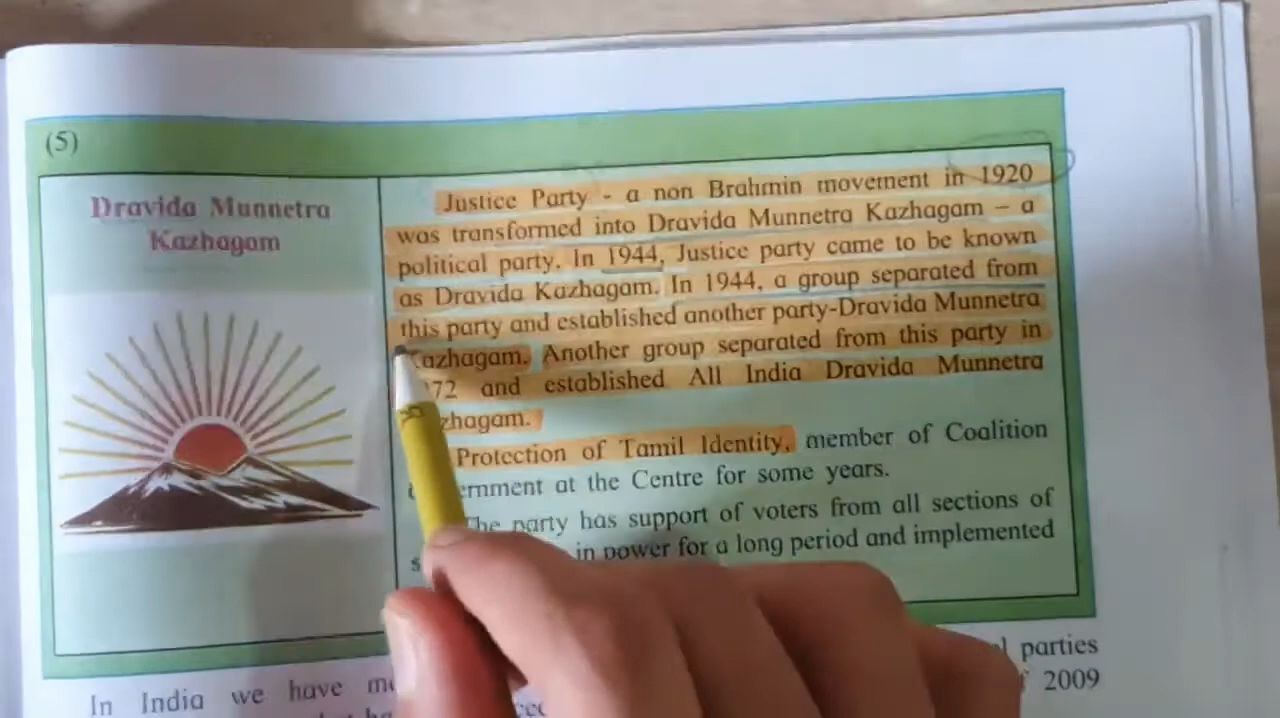 (5)
Dravida Munnetra
Kazhagam
Justice Party - a non Brahmin movement in 1920
was transformed into Dravida Munnetra Kazhagam – a
political party. In 1944, Justice party came to be known
as Dravida Kazhagam. In 1944, a group separated from
this party and established another party-Dravida Munnetra
Kazhagam. Another group separated from this party in
72 and established All India Dravida Munnetra
zhagam.
Protection of Tamil Identity, member of Coalition
ernment at the Centre for some years.
The party has support of voters from all sections of
in power for a long period and implemented
parties
In India we have
2009